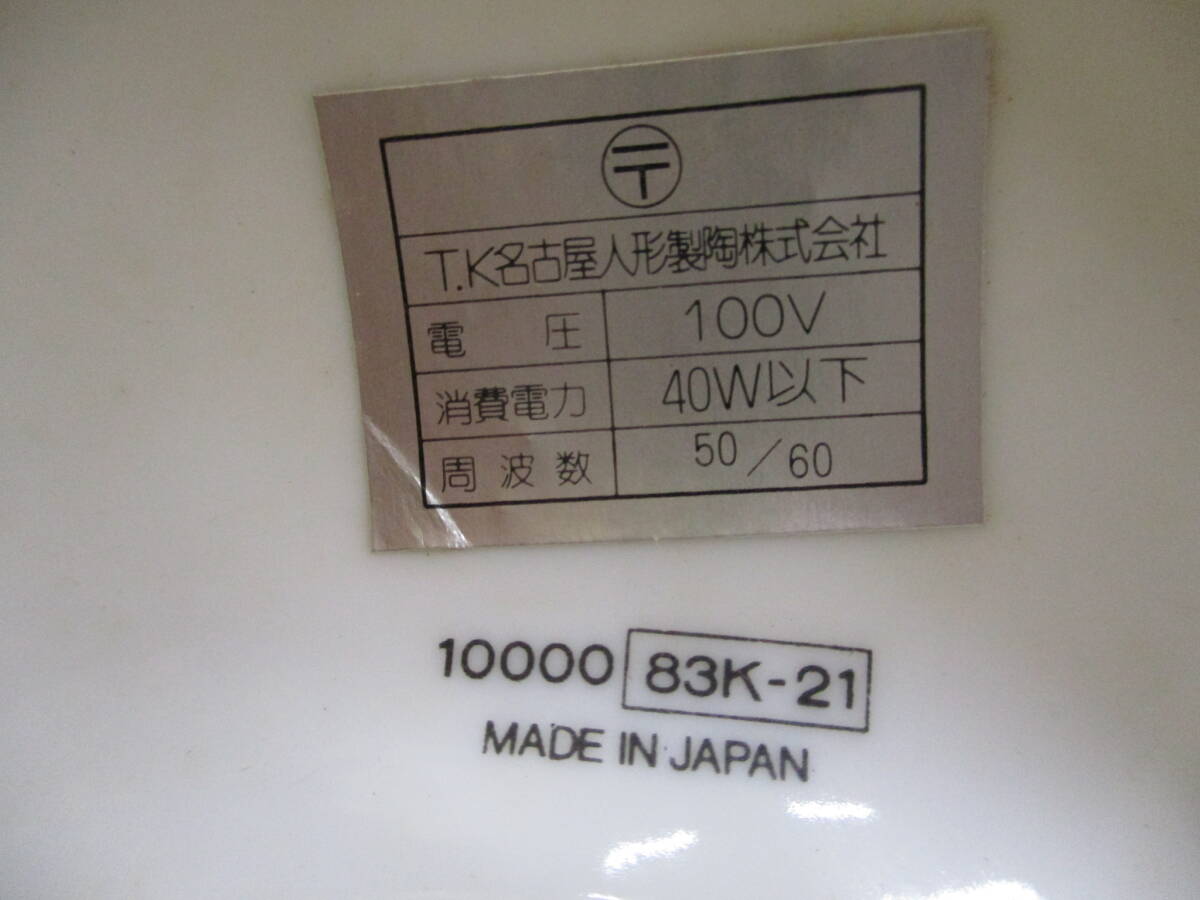 〒
T.K名古屋人形製陶株式会社
電圧 100V
消費電力 40W以下
周波数 50/60
10000 83K-21
MADE IN JAPAN